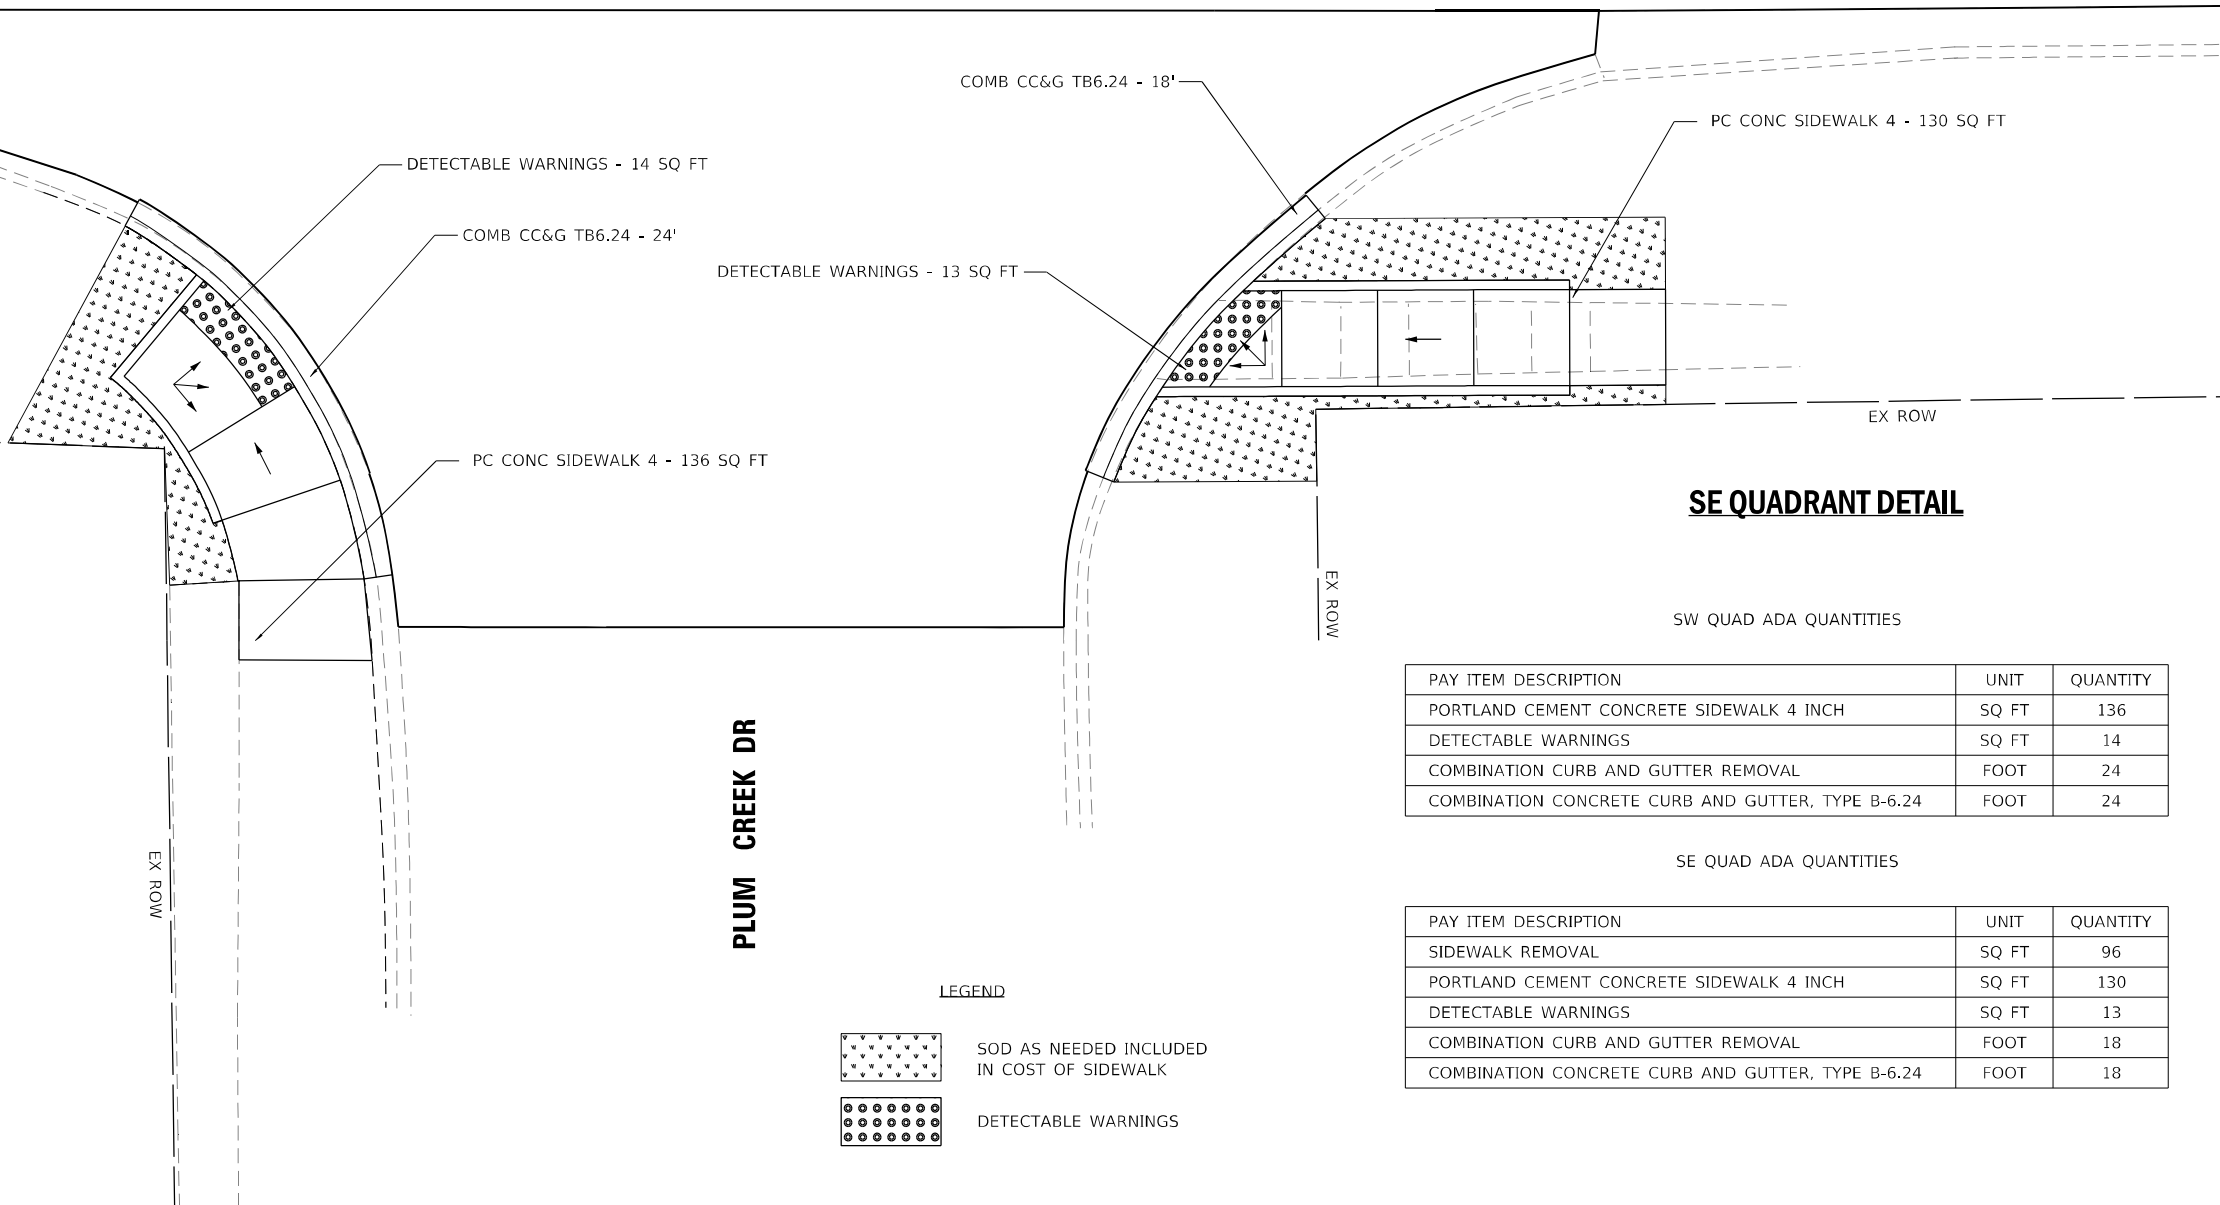 COMB CC&G TB6.24 - 18'
PC CONC SIDEWALK 4 - 130 SQ FT
DETECTABLE WARNINGS - 14 SQ FT
COMB CC&G TB6.24 - 24'
DETECTABLE WARNINGS - 13 SQ FT
EX ROW
PC CONC SIDEWALK 4 - 136 SQ FT
SE QUADRANT DETAIL
EX ROW
SW QUAD ADA QUANTITIES
PAY ITEM DESCRIPTION UNIT QUANTITY
PORTLAND CEMENT CONCRETE SIDEWALK 4 INCH SQ FT 136
DETECTABLE WARNINGS SQ FT 14
COMBINATION CURB AND GUTTER REMOVAL FOOT 24
COMBINATION CONCRETE CURB AND GUTTER, TYPE B-6.24 FOOT 24
PLUM CREEK DR
EX ROW
SE QUAD ADA QUANTITIES
PAY ITEM DESCRIPTION UNIT QUANTITY
SIDEWALK REMOVAL SQ FT 96
PORTLAND CEMENT CONCRETE SIDEWALK 4 INCH SQ FT 130
DETECTABLE WARNINGS SQ FT 13
COMBINATION CURB AND GUTTER REMOVAL FOOT 18
COMBINATION CONCRETE CURB AND GUTTER, TYPE B-6.24 FOOT 18
LEGEND
SOD AS NEEDED INCLUDED
IN COST OF SIDEWALK
DETECTABLE WARNINGS